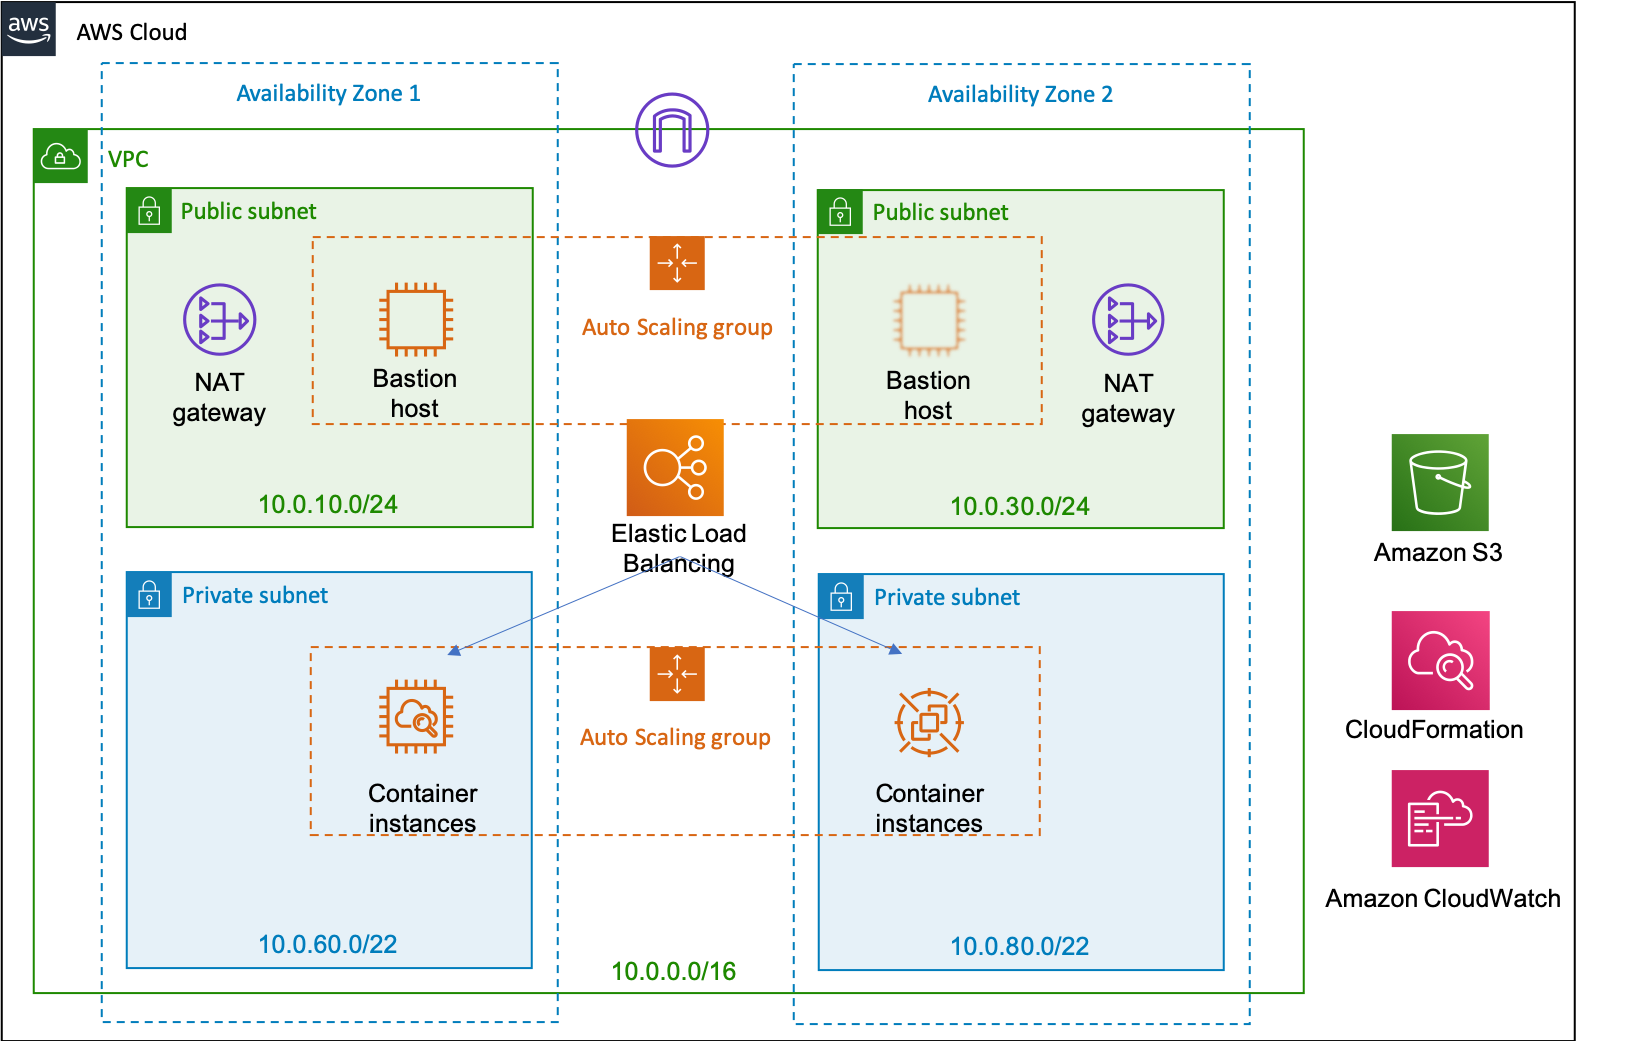 aws
AWS Cloud
Availability Zone 1
Availability Zone 2
VPC
Public subnet
Public subnet
Auto Scaling group
NAT
gateway
Bastion
host
Bastion
host
NAT
gateway
10.0.10.0/24
10.0.30.0/24
Elastic Load
Balancing
Amazon S3
Private subnet
Private subnet
Auto Scaling group
CloudFormation
Container
instances
Container
instances
Amazon CloudWatch
10.0.60.0/22
10.0.80.0/22
10.0.0.0/16